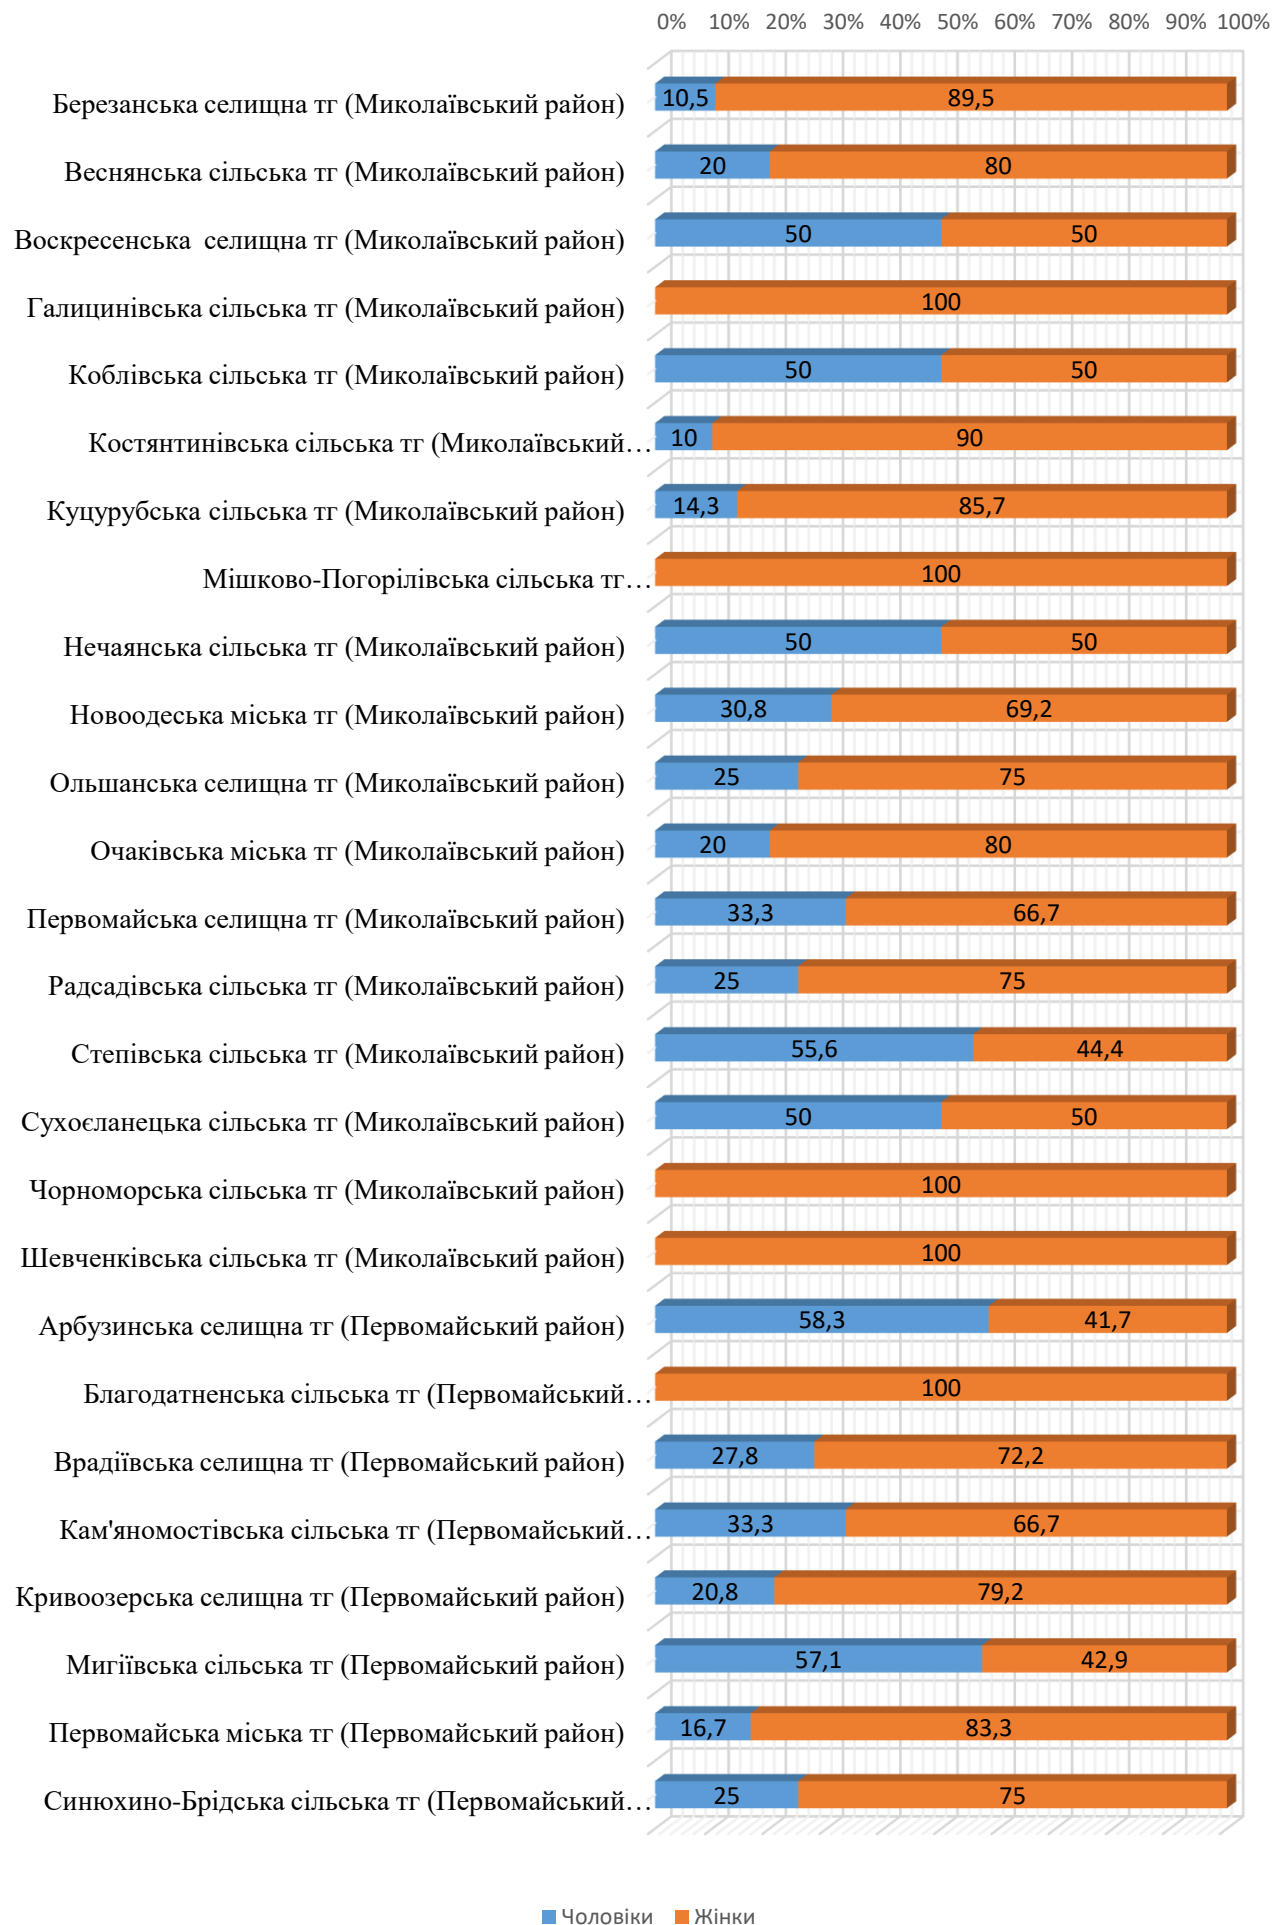 0% 10% 20% 30% 40% 50% 60% 70% 80% 90% 100%
Березанська селищна тг (Миколаївський район) 10,5 89,5
Веснянська сільська тг (Миколаївський район) 20 80
Воскресенська селищна тг (Миколаївський район) 50 50
Галицинівська сільська тг (Миколаївський район) 100
Коблівська сільська тг (Миколаївський район) 50 50
Костянтинівська сільська тг (Миколаївський… 10 90
Куцурубська сільська тг (Миколаївський район) 14,3 85,7
Мішково-Погорілівська сільська тг… 100
Нечаянська сільська тг (Миколаївський район) 50 50
Новоодеська міська тг (Миколаївський район) 30,8 69,2
Ольшанська селищна тг (Миколаївський район) 25 75
Очаківська міська тг (Миколаївський район) 20 80
Первомайська селищна тг (Миколаївський район) 33,3 66,7
Радсадівська сільська тг (Миколаївський район) 25 75
Степівська сільська тг (Миколаївський район) 55,6 44,4
Сухоєланецька сільська тг (Миколаївський район) 50 50
Чорноморська сільська тг (Миколаївський район) 100
Шевченківська сільська тг (Миколаївський район) 100
Арбузинська селищна тг (Первомайський район) 58,3 41,7
Благодатненська сільська тг (Первомайський… 100
Врадіївська селищна тг (Первомайський район) 27,8 72,2
Кам'яномостівська сільська тг (Первомайський… 33,3 66,7
Кривоозерська селищна тг (Первомайський район) 20,8 79,2
Мигіївська сільська тг (Первомайський район) 57,1 42,9
Первомайська міська тг (Первомайський район) 16,7 83,3
Синюхино-Брідська сільська тг (Первомайський… 25 75
Чоловіки Жінки